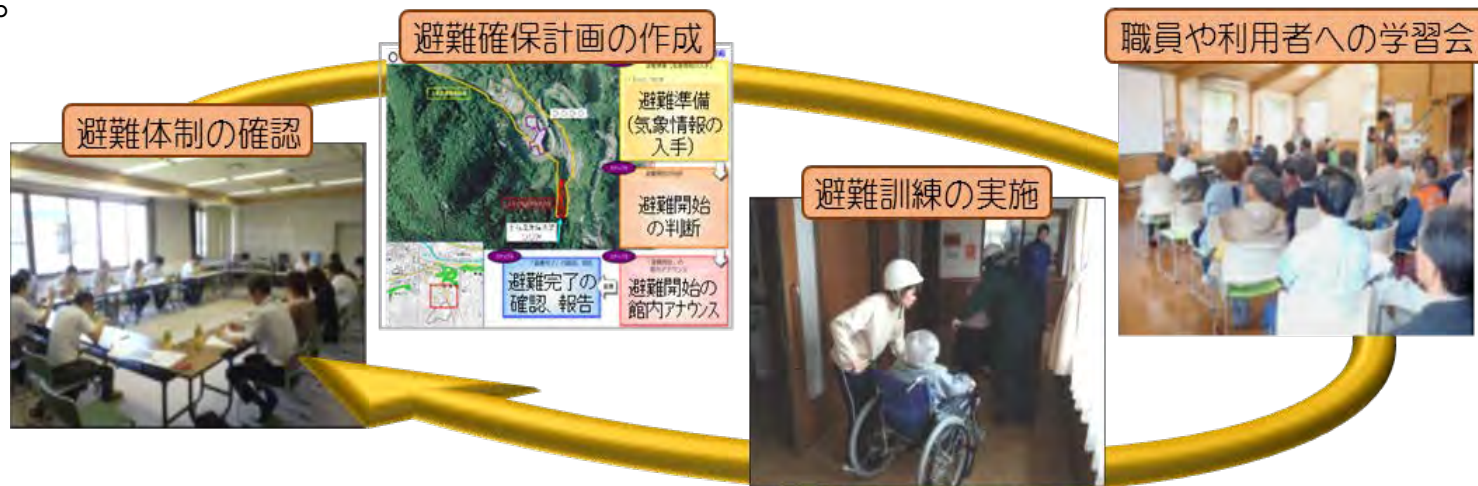 。
避難確保計画の作成
職員や利用者への学習会
避難体制の確認
避難訓練の実施
避難準備
(気象情報の
入手)
避難開始
の判断
避難開始の
館内アナウンス
避難完了の
確認、報告